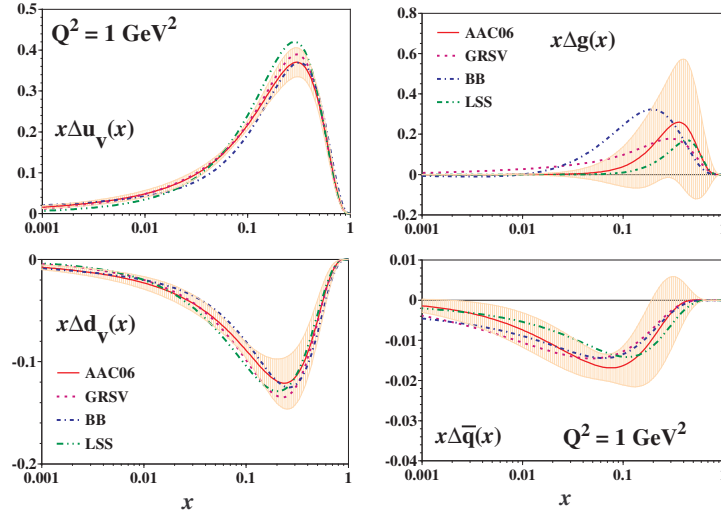 Q² = 1 GeV²
xΔu_v(x)
0.5
0.4
0.3
0.2
0.1
0
0.001 0.01 0.1 1
AAC06
GRSV
BB
LSS
xΔg(x)
0.8
0.6
0.4
0.2
0
-0.2
0.001 0.01 0.1 1
0
-0.1
-0.2
xΔd_v(x)
AAC06
GRSV
BB
LSS
0.001 0.01 0.1 1
x
0.01
0
-0.01
-0.02
-0.03
-0.04
xΔq̅(x)
Q² = 1 GeV²
0.001 0.01 0.1 1
x